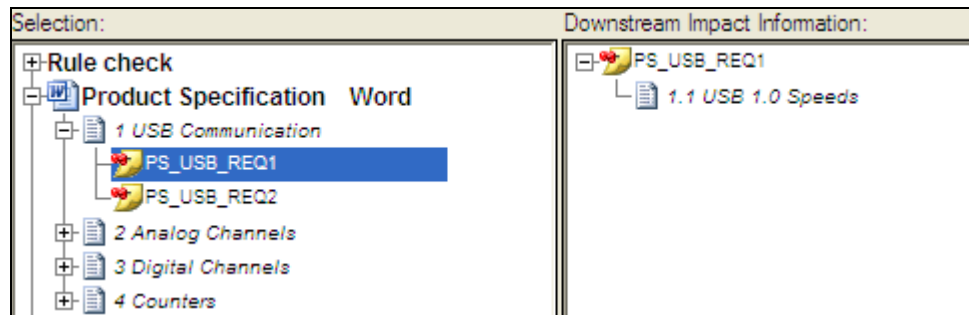 Selection:
Rule check
Product Specification Word
1 USB Communication
PS_USB_REQ1
PS_USB_REQ2
2 Analog Channels
3 Digital Channels
4 Counters
Downstream Impact Information:
PS_USB_REQ1
1.1 USB 1.0 Speeds